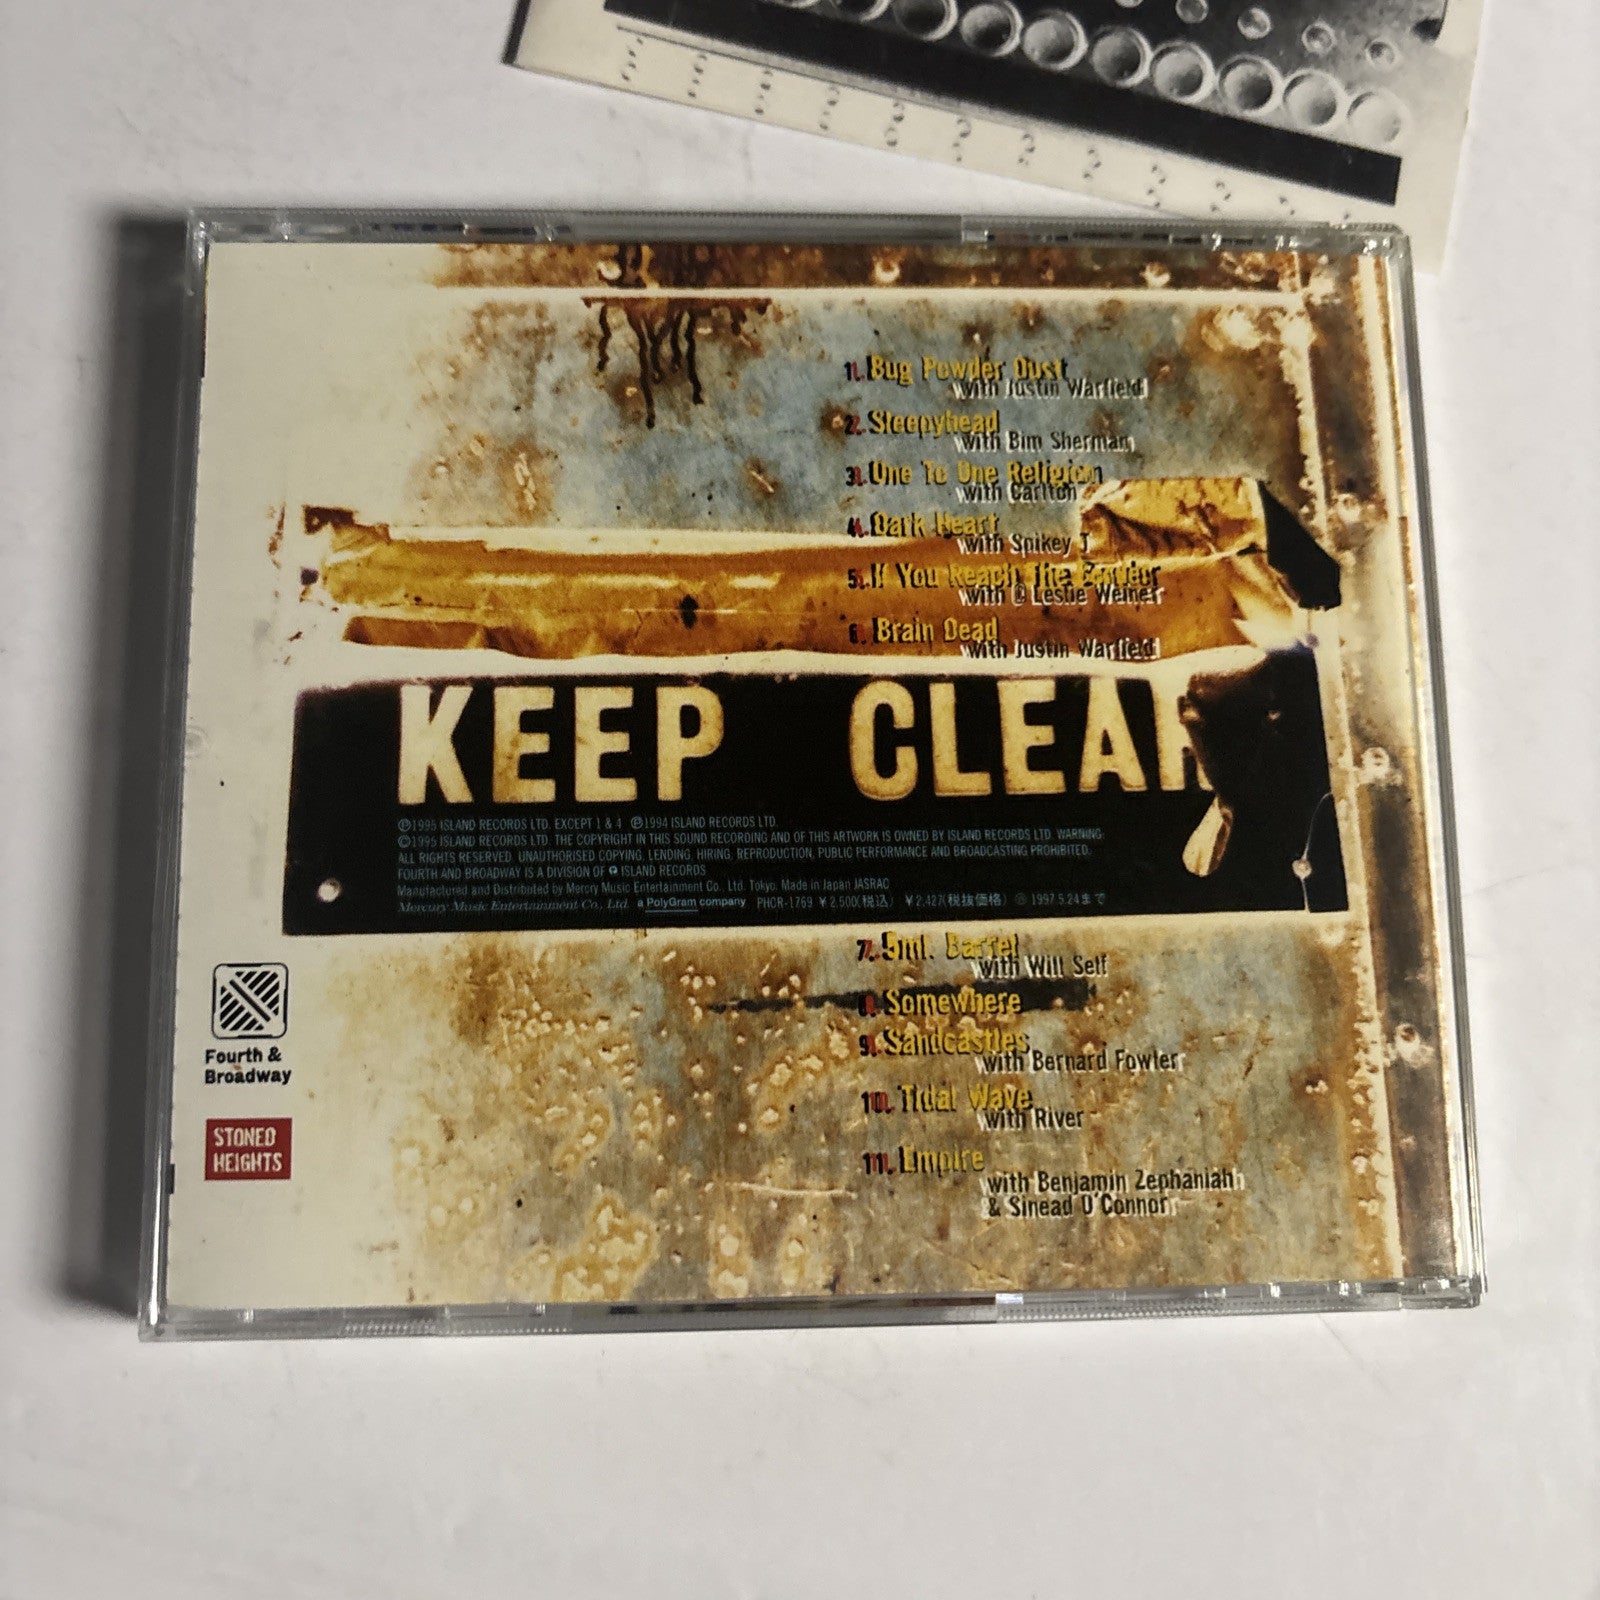 1. Bug Powder Dust
with Justin Warfield
2. Sleepyhead
with Bim Sherman
3. One To One Religion
with Carlton
4. Dark Heart
with Spikey T
5. If You Reach The Border
with © Leslie Weiner
6. Brain Dead
with Justin Warfield
KEEP CLEAR
℗1995 ISLAND RECORDS LTD. EXCEPT 1 & 4 ℗1994 ISLAND RECORDS LTD.
©1995 ISLAND RECORDS LTD. THE COPYRIGHT IN THIS SOUND RECORDING AND OF THIS ARTWORK IS OWNED BY ISLAND RECORDS LTD. WARNING:
ALL RIGHTS RESERVED. UNAUTHORISED COPYING, LENDING, HIRING, REPRODUCTION, PUBLIC PERFORMANCE AND BROADCASTING PROHIBITED.
FOURTH AND BROADWAY IS A DIVISION OF ISLAND RECORDS
Manufactured and Distributed by Mercry Music Entertainment Co., Ltd. Tokyo. Made in Japan JASRAC
Mercury Music Entertainment Co., Ltd. a PolyGram company PHCR-1769 ¥2,500(税込) ¥2,427(税抜価格) 1997.5.24まで
7. 5ml. Barrel
with Will Self
8. Somewhere
9. Sandcastles
with Bernard Fowler
10. Tidal Wave
with River
11. Empire
with Benjamin Zephaniah
& Sinead O'Connor
Fourth &
Broadway
STONED
HEIGHTS